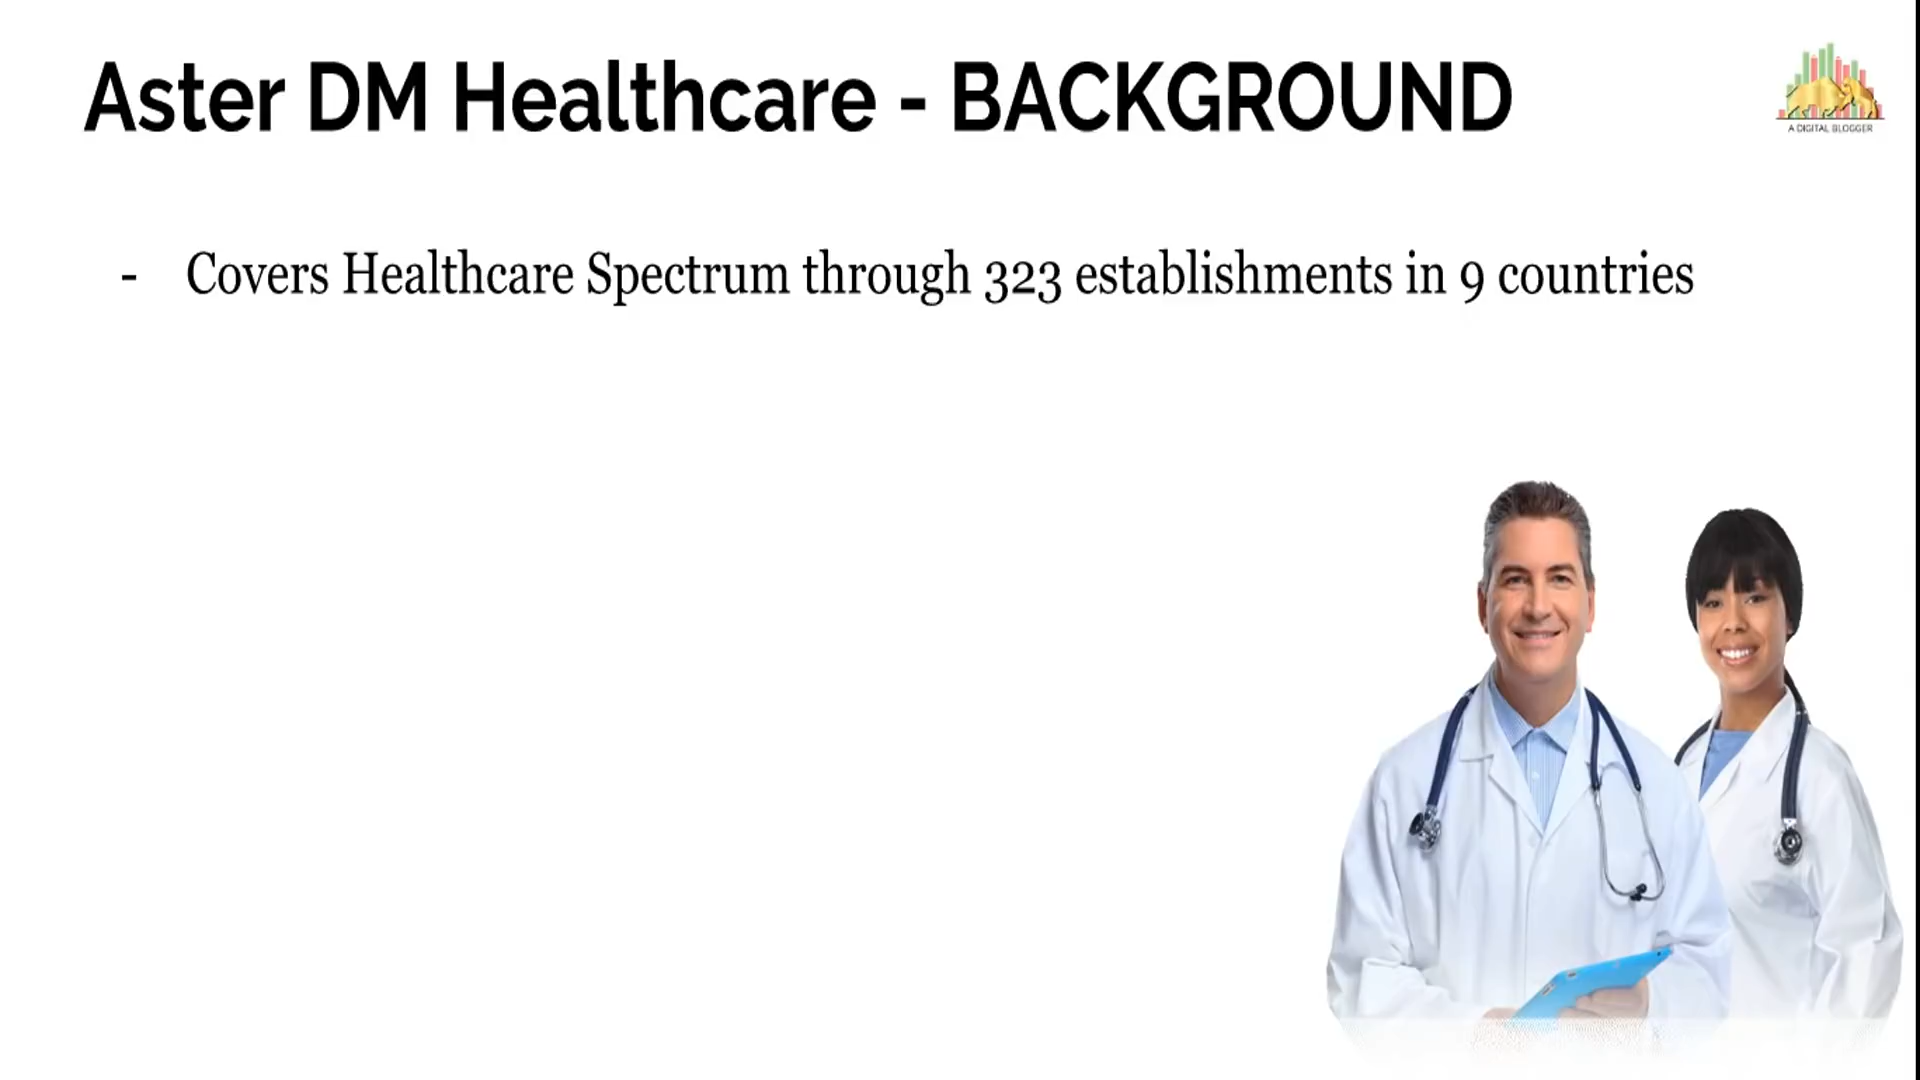 Aster DM Healthcare - BACKGROUND
A DIGITAL BLOGGER
- Covers Healthcare Spectrum through 323 establishments in 9 countries